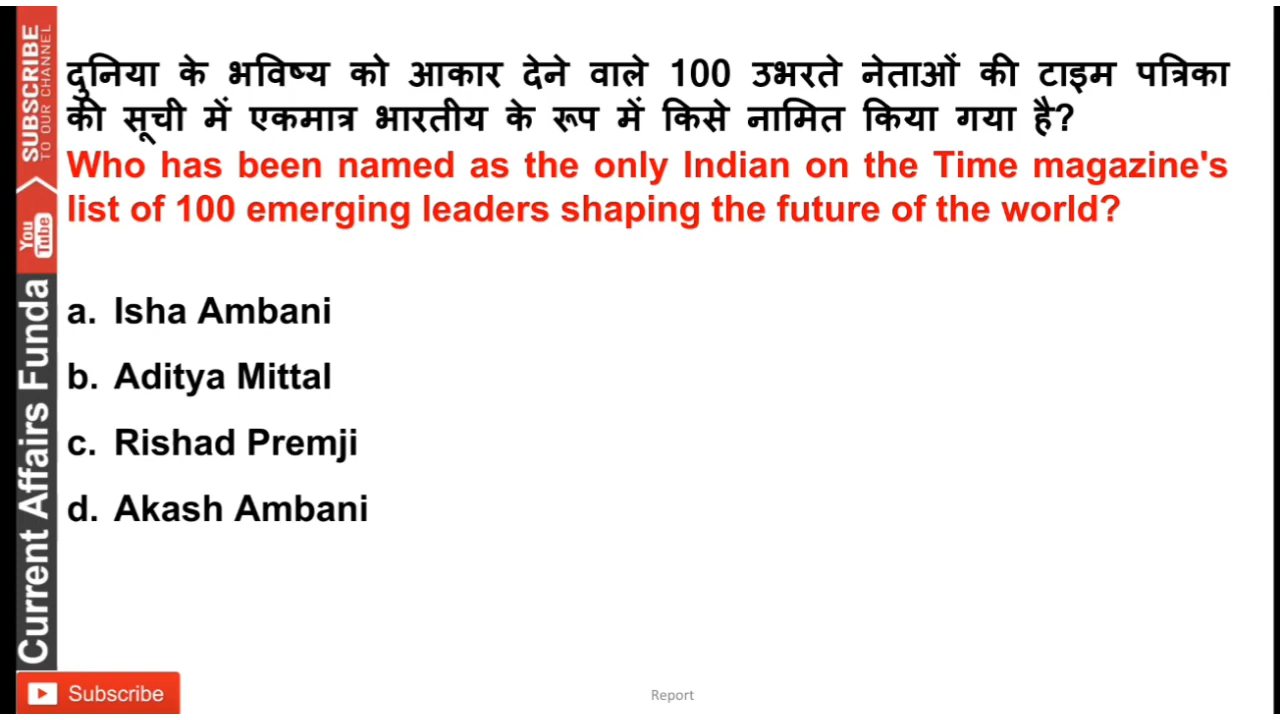 दुनिया के भविष्य को आकार देने वाले 100 उभरते नेताओं की टाइम पत्रिका
की सूची में एकमात्र भारतीय के रूप में किसे नामित किया गया है?
Who has been named as the only Indian on the Time magazine's
list of 100 emerging leaders shaping the future of the world?
a. Isha Ambani
b. Aditya Mittal
c. Rishad Premji
d. Akash Ambani
SUBSCRIBE
TO OUR CHANNEL
You
Tube
Current Affairs Funda
Subscribe
Report